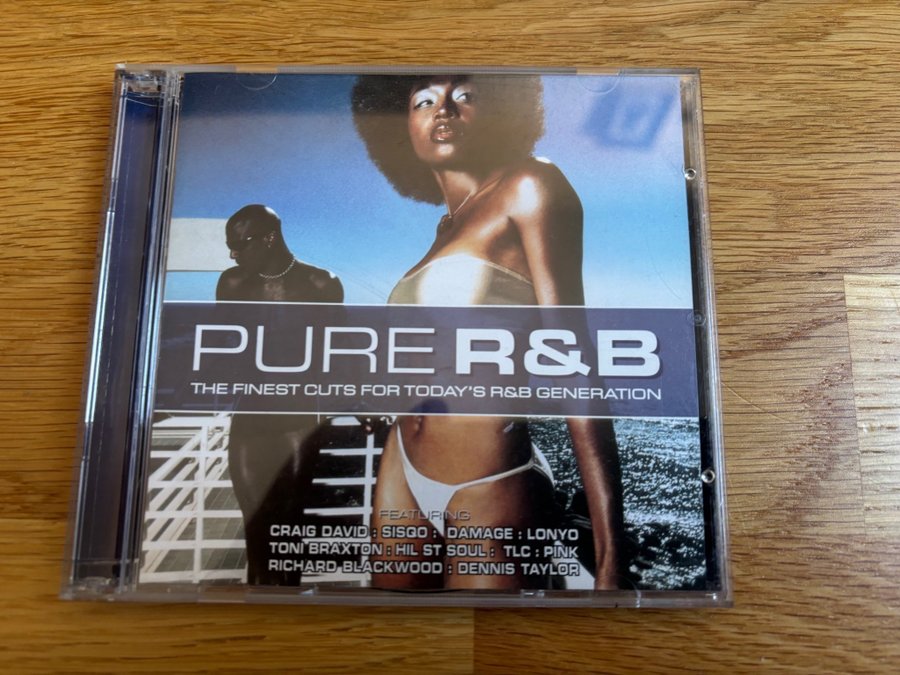 PURE R&B
THE FINEST CUTS FOR TODAY'S R&B GENERATION
FEATURING
CRAIG DAVID : SISQO : DAMAGE : LONYO
TONI BRAXTON : HIL ST SOUL : TLC : PINK
RICHARD BLACKWOOD : DENNIS TAYLOR